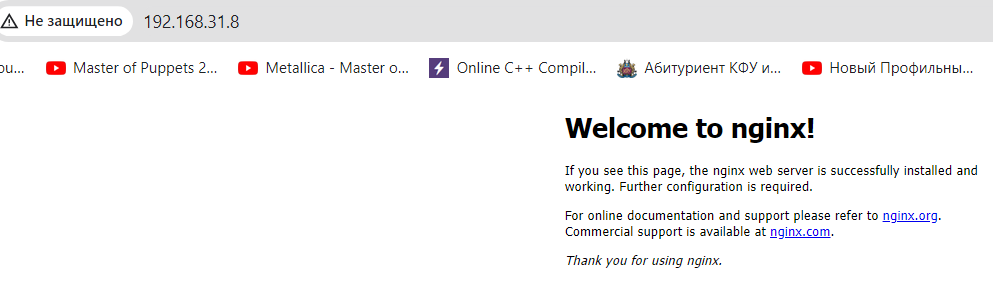 Не защищено 192.168.31.8
ou... Master of Puppets 2... Metallica - Master o... Online C++ Compil... Абитуриент КФУ и... Новый Профильны...
Welcome to nginx!
If you see this page, the nginx web server is successfully installed and
working. Further configuration is required.
For online documentation and support please refer to nginx.org.
Commercial support is available at nginx.com.
Thank you for using nginx.